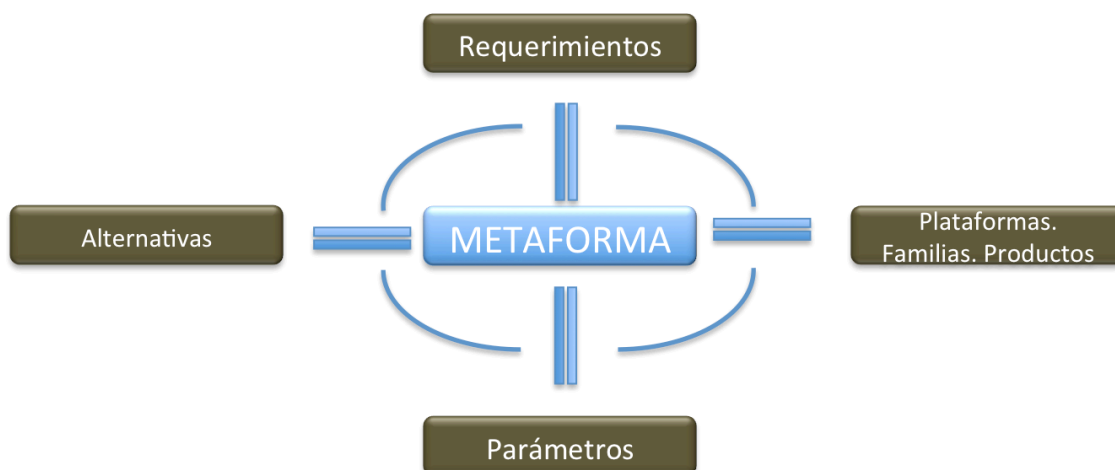 Requerimientos
Alternativas
METAFORMA
Plataformas.
Familias. Productos
Parámetros